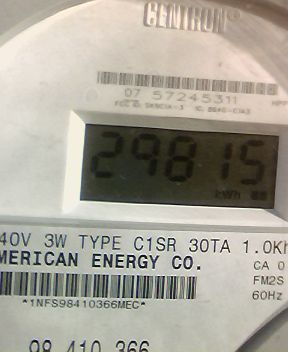 CENTRON®
07 57245311
29815
kWh
40V 3W TYPE C1SR 30TA 1.0Kh
MERICAN ENERGY CO.
CA 0
FM2S
60Hz
*1NFS98410366MEC*
98 410 366